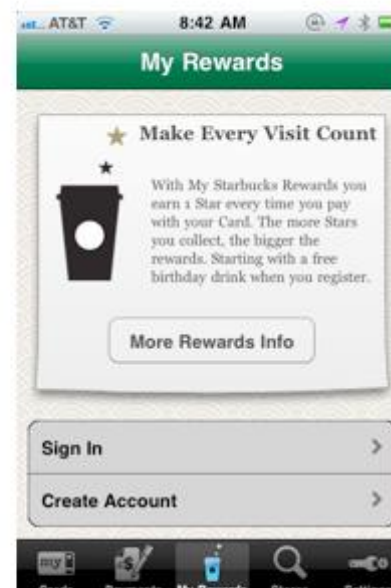 AT&T 8:42 AM
My Rewards
Make Every Visit Count
With My Starbucks Rewards you
earn 1 Star every time you pay
with your Card. The more Stars
you collect, the bigger the
rewards. Starting with a free
birthday drink when you register.
More Rewards Info
Sign In
Create Account
my